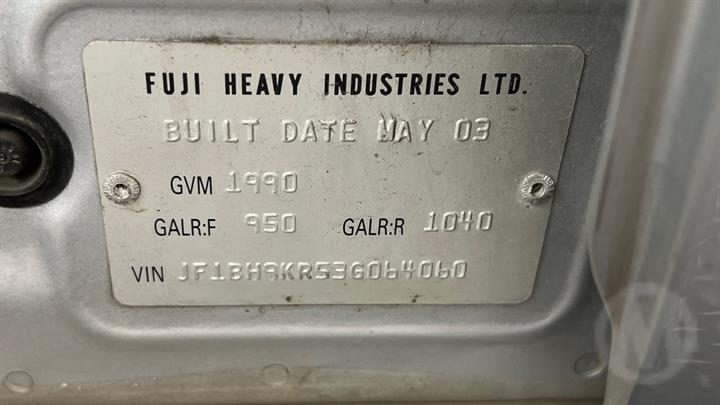 FUJI HEAVY INDUSTRIES LTD.
BUILT DATE MAY 03
GVM 1990
GALR:F 950 GALR:R 1040
VIN JF1BH9KR53G064060